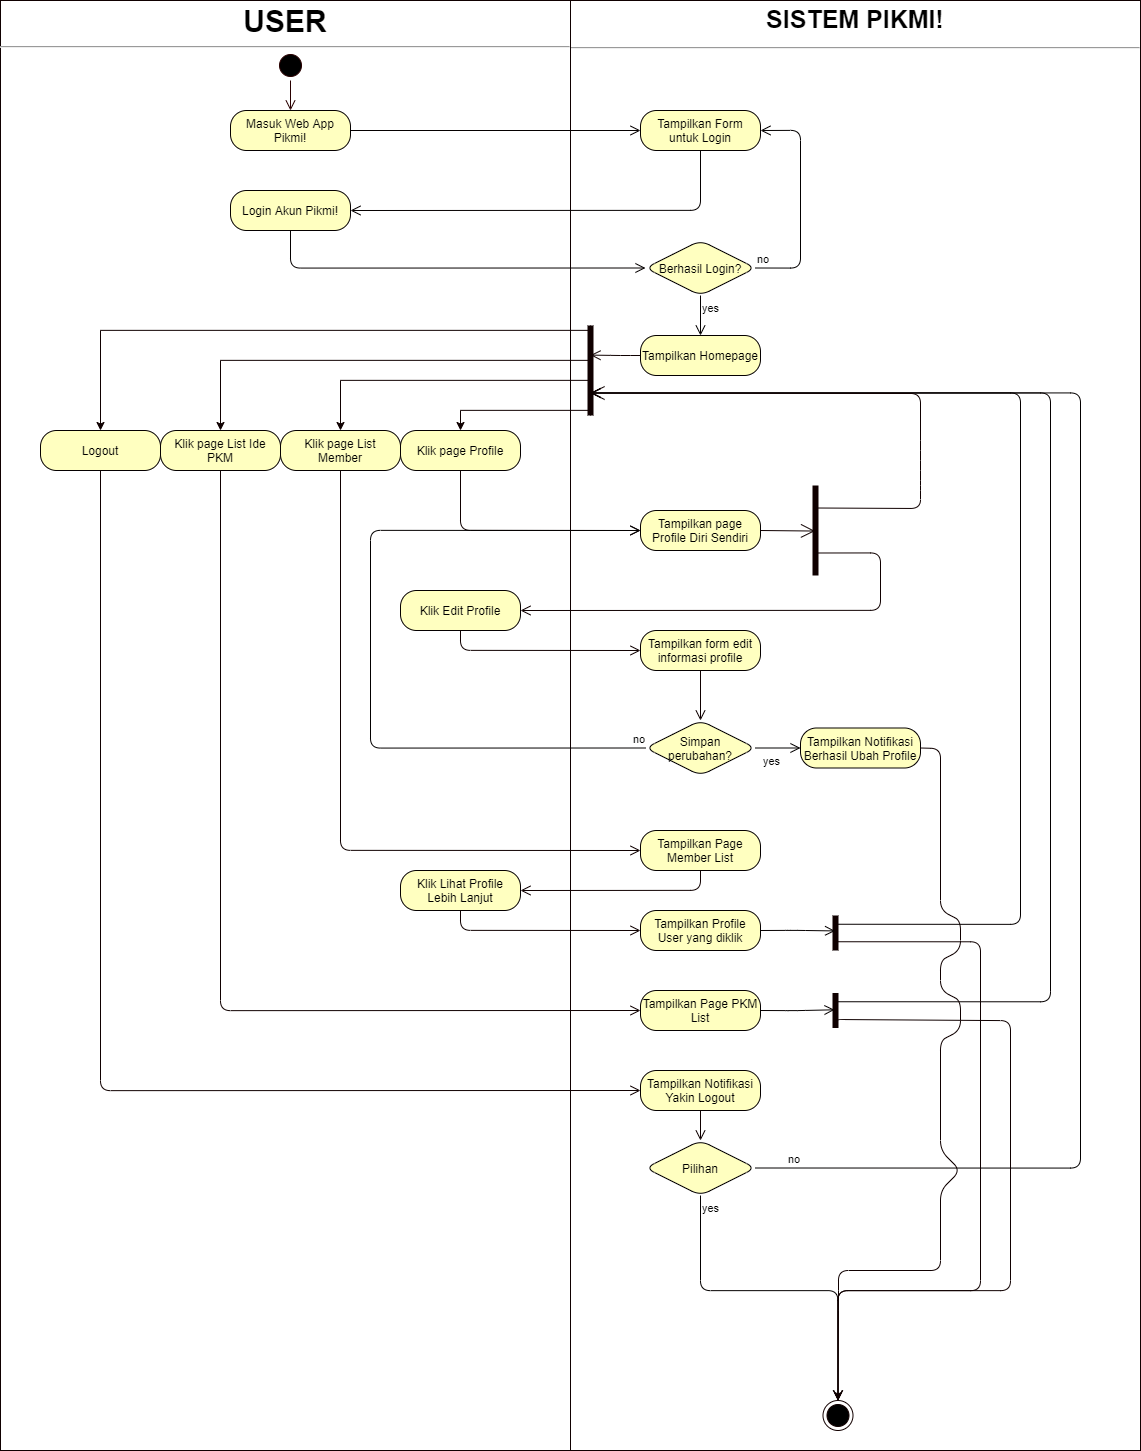 USER
SISTEM PIKMI!
Masuk Web App
Pikmi!
Tampilkan Form
untuk Login
Login Akun Pikmi!
Berhasil Login?
no
yes
Tampilkan Homepage
Logout
Klik page List Ide
PKM
Klik page List
Member
Klik page Profile
Tampilkan page
Profile Diri Sendiri
Klik Edit Profile
Tampilkan form edit
informasi profile
no
Simpan
perubahan?
yes
Tampilkan Notifikasi
Berhasil Ubah Profile
Tampilkan Page
Member List
Klik Lihat Profile
Lebih Lanjut
Tampilkan Profile
User yang diklik
Tampilkan Page PKM
List
Tampilkan Notifikasi
Yakin Logout
Pilihan
no
yes